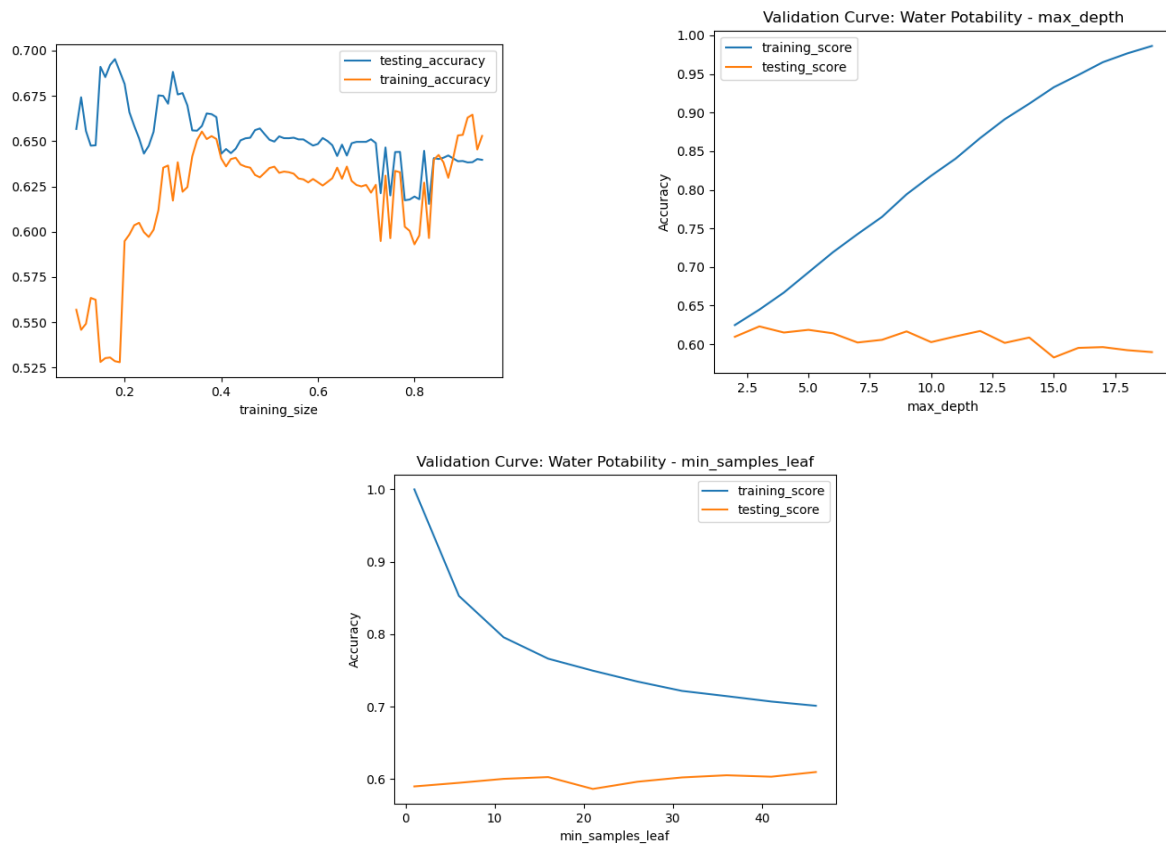 0.700
0.675
0.650
0.625
0.600
0.575
0.550
0.525
testing_accuracy
training_accuracy
0.2 0.4 0.6 0.8
training_size
Validation Curve: Water Potability - max_depth
1.00
0.95
0.90
0.85
0.80
0.75
0.70
0.65
0.60
Accuracy
training_score
testing_score
2.5 5.0 7.5 10.0 12.5 15.0 17.5
max_depth
Validation Curve: Water Potability - min_samples_leaf
1.0
0.9
0.8
0.7
0.6
Accuracy
training_score
testing_score
0 10 20 30 40
min_samples_leaf